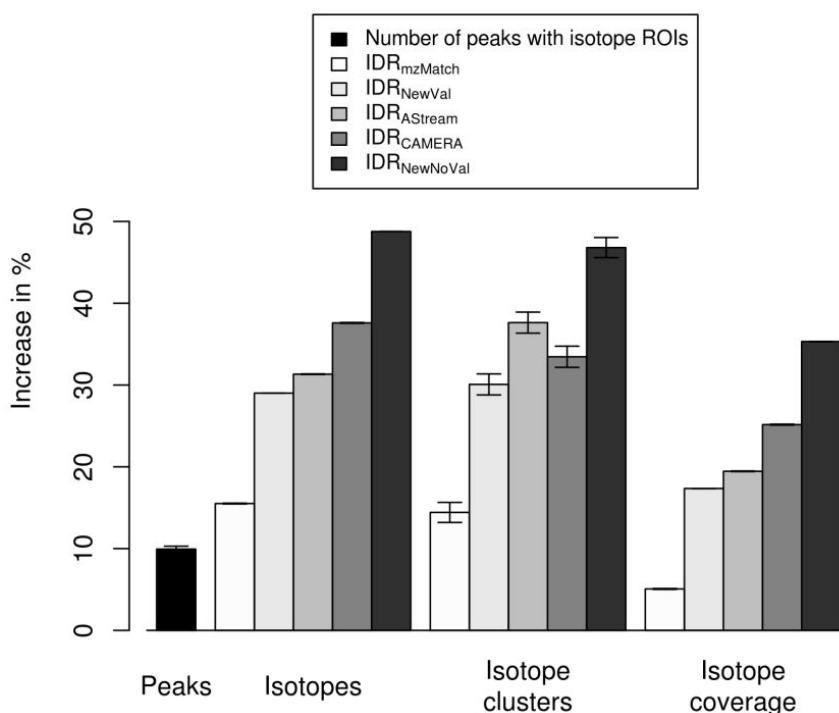 Number of peaks with isotope ROIs
IDRmzMatch
IDRNewVal
IDRAStream
IDRCAMERA
IDRNewNoVal
Increase in %
50
40
30
20
10
0
Peaks
Isotopes
Isotope
clusters
Isotope
coverage